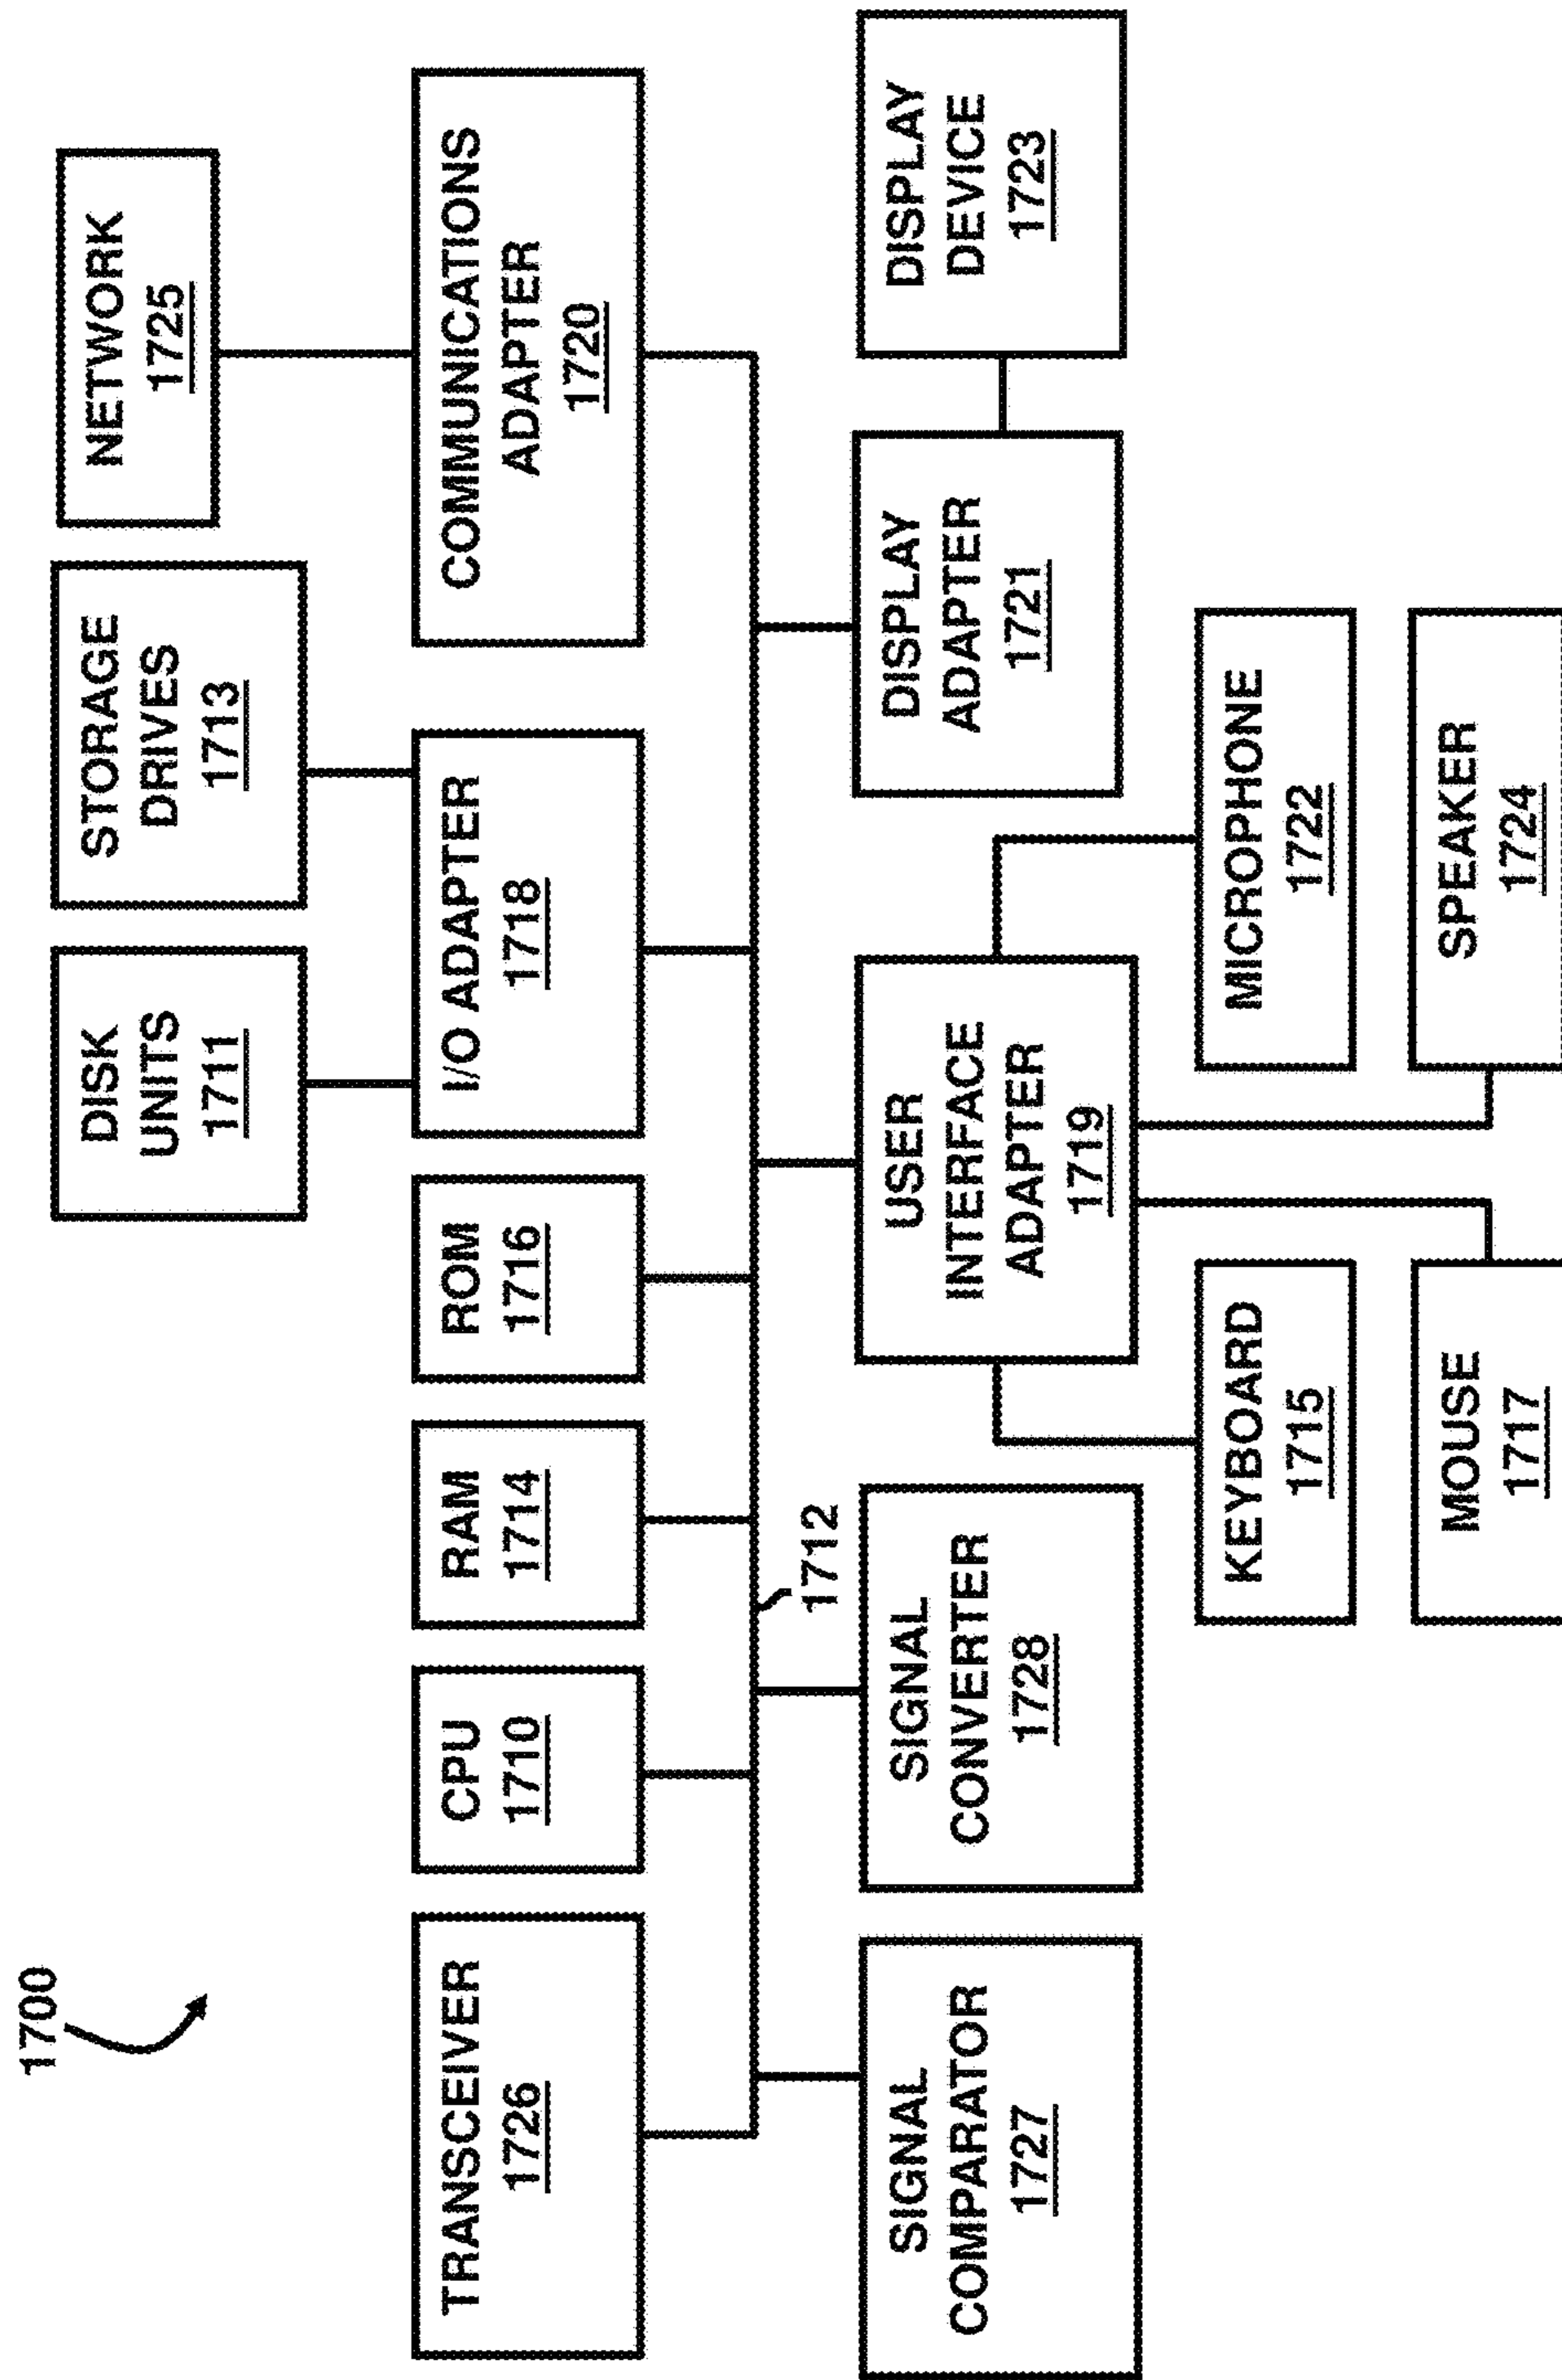 1700
DISK
UNITS
1711
STORAGE
DRIVES
1713
NETWORK
1725
TRANSCEIVER
1726
CPU
1710
RAM
1714
ROM
1716
I/O ADAPTER
1718
COMMUNICATIONS
ADAPTER
1720
1712
SIGNAL
COMPARATOR
1727
SIGNAL
CONVERTER
1728
USER
INTERFACE
ADAPTER
1719
DISPLAY
ADAPTER
1721
DISPLAY
DEVICE
1723
KEYBOARD
1715
MICROPHONE
1722
MOUSE
1717
SPEAKER
1724